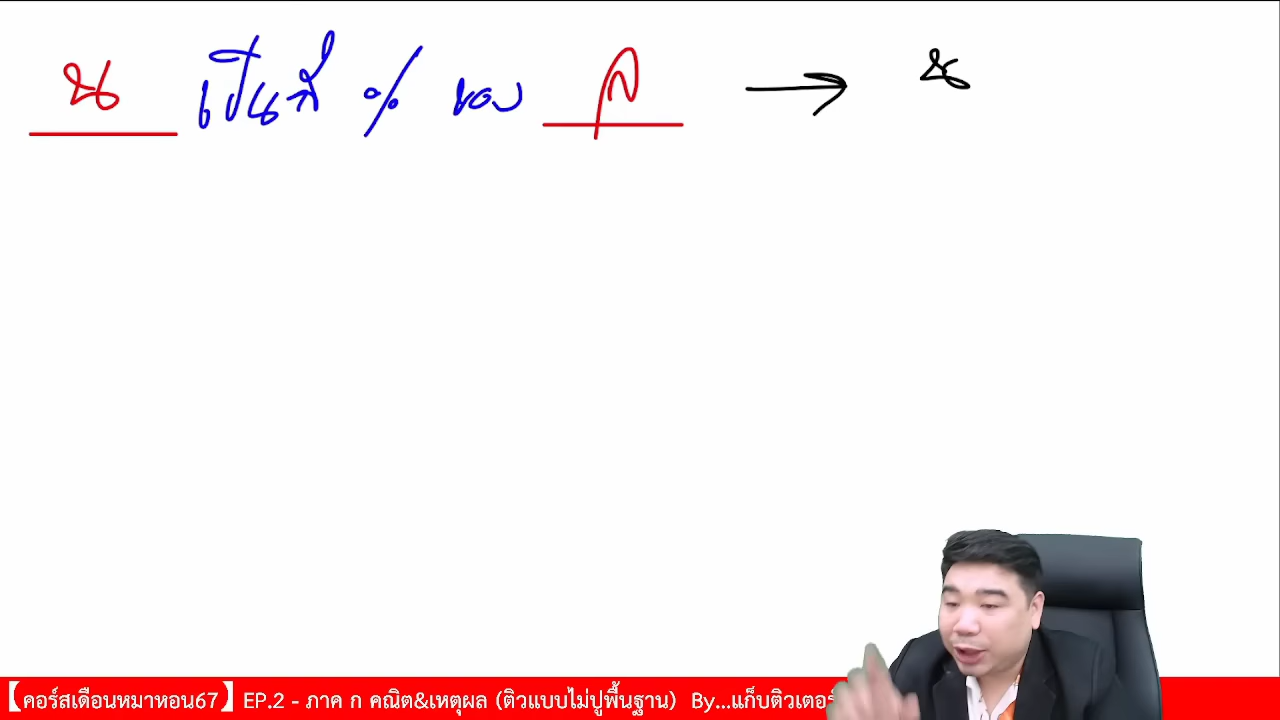 น เป็นกี่ % ของ ล → น
【คอร์สเดือนหมาหอน67】 EP.2 - ภาค ก คณิต&เหตุผล (ติวแบบไม่ปูพื้นฐาน) By...แก็บติวเตอร์